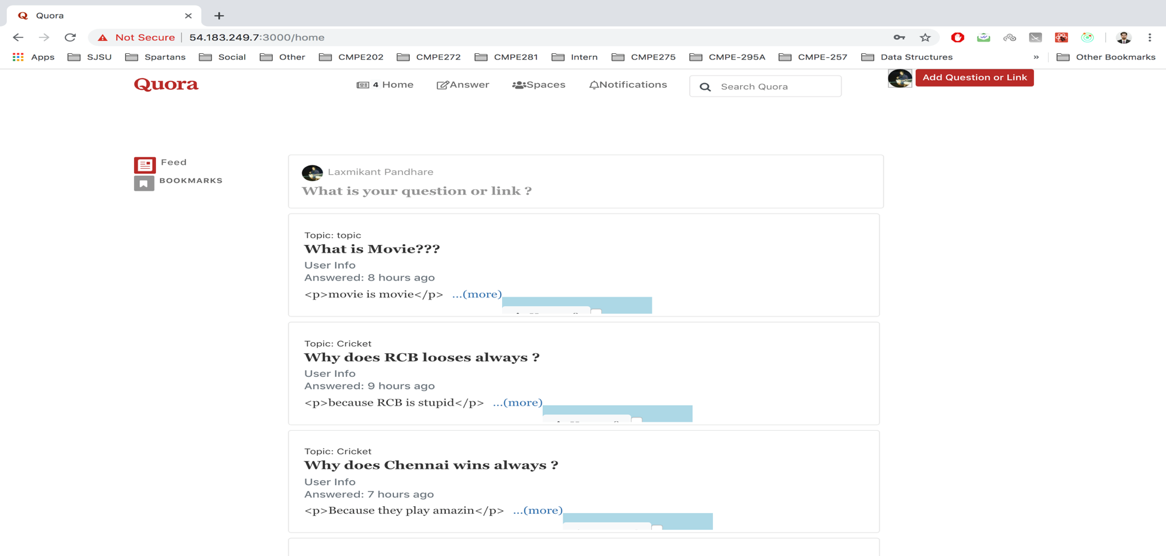 Quora
Not Secure | 54.183.249.7:3000/home
Apps SJSU Spartans Social Other CMPE202 CMPE272 CMPE281 Intern CMPE275 CMPE-295A CMPE-257 Data Structures » Other Bookmarks
Quora 4 Home Answer Spaces Notifications Search Quora Add Question or Link
Feed
BOOKMARKS
Laxmikant Pandhare
What is your question or link ?
Topic: topic
What is Movie???
User Info
Answered: 8 hours ago
<p>movie is movie</p> ...(more)
Topic: Cricket
Why does RCB looses always ?
User Info
Answered: 9 hours ago
<p>because RCB is stupid</p> ...(more)
Topic: Cricket
Why does Chennai wins always ?
User Info
Answered: 7 hours ago
<p>Because they play amazin</p> ...(more)